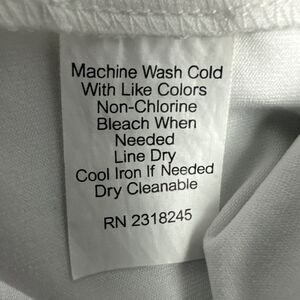 Machine Wash Cold
With Like Colors
Non-Chlorine
Bleach When
Needed
Line Dry
Cool Iron If Needed
Dry Cleanable
RN 2318245